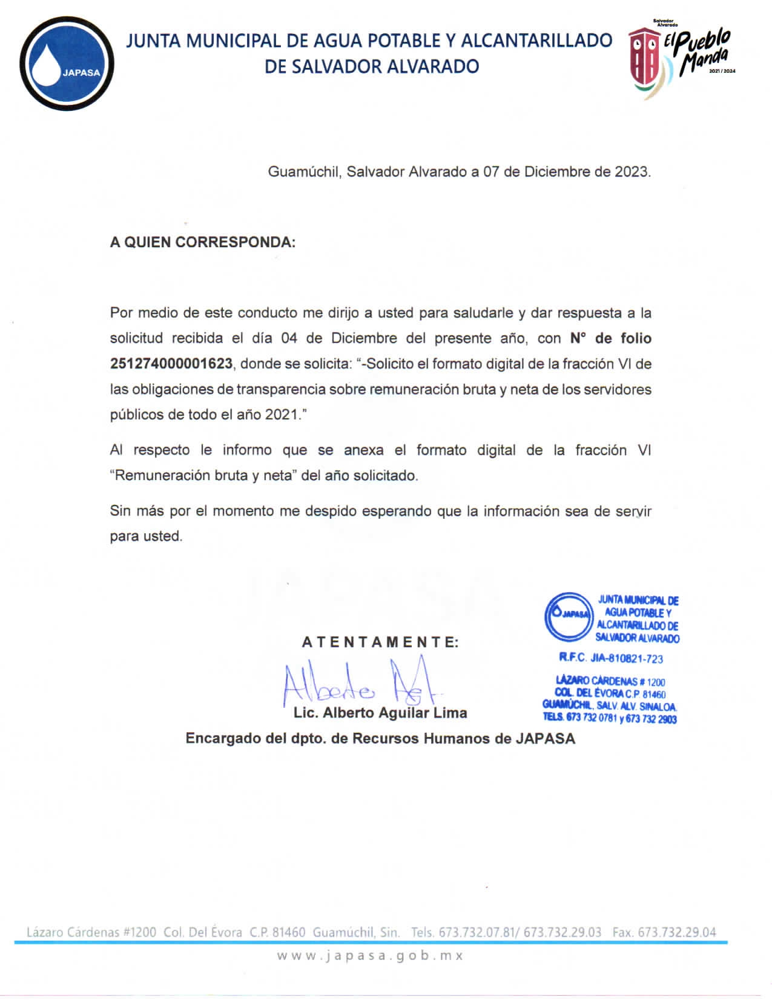 JAPASA
JUNTA MUNICIPAL DE AGUA POTABLE Y ALCANTARILLADO
DE SALVADOR ALVARADO
Salvador
Alvarado
El Pueblo
Manda
2021 / 2024
Guamúchil, Salvador Alvarado a 07 de Diciembre de 2023.
A QUIEN CORRESPONDA:
Por medio de este conducto me dirijo a usted para saludarle y dar respuesta a la
solicitud recibida el día 04 de Diciembre del presente año, con N° de folio
251274000001623, donde se solicita: “-Solicito el formato digital de la fracción VI de
las obligaciones de transparencia sobre remuneración bruta y neta de los servidores
públicos de todo el año 2021.”
Al respecto le informo que se anexa el formato digital de la fracción VI
“Remuneración bruta y neta” del año solicitado.
Sin más por el momento me despido esperando que la información sea de servir
para usted.
JAPASA
JUNTA MUNICIPAL DE
AGUA POTABLE Y
ALCANTARILLADO DE
SALVADOR ALVARADO
R.F.C. JIA-810821-723
LÁZARO CÁRDENAS # 1200
COL. DEL ÉVORA C.P. 81460
GUAMÚCHIL, SALV. ALV. SINALOA.
TELS. 673 732 0781 y 673 732 2903
A T E N T A M E N T E:
Alberto
Lic. Alberto Aguilar Lima
Encargado del dpto. de Recursos Humanos de JAPASA
Lázaro Cárdenas #1200 Col. Del Évora C.P. 81460 Guamúchil, Sin. Tels. 673.732.07.81/ 673.732.29.03 Fax. 673.732.29.04
www.japasa.gob.mx